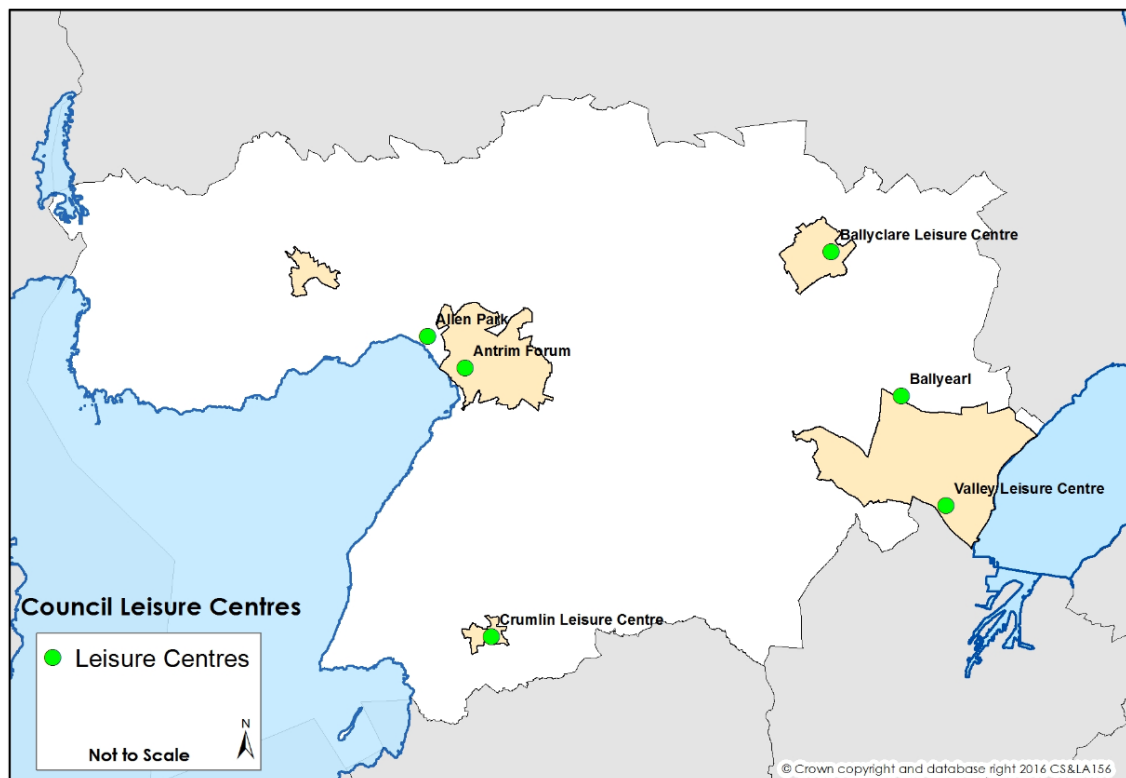 Ballyclare Leisure Centre
Allen Park
Antrim Forum
Ballyearl
Valley Leisure Centre
Crumlin Leisure Centre
Council Leisure Centres
Leisure Centres
N
Not to Scale
© Crown copyright and database right 2016 CS&LA156